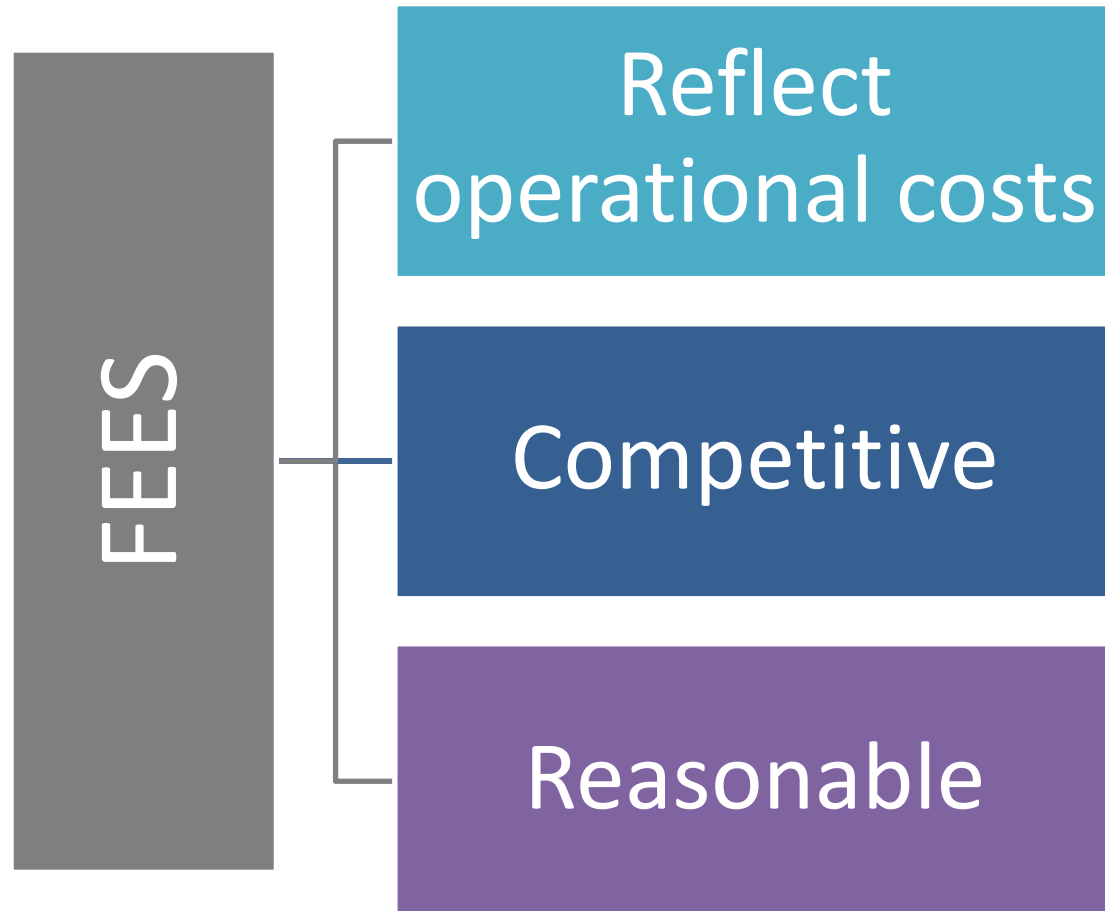 FEES
Reflect
operational costs
Competitive
Reasonable